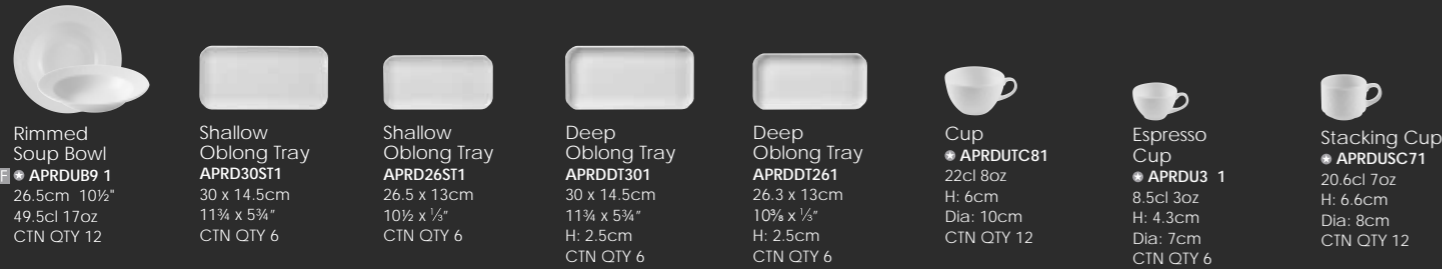 Rimmed
Soup Bowl
F APRDUB9 1
26.5cm 10½"
49.5cl 17oz
CTN QTY 12
Shallow
Oblong Tray
APRD30ST1
30 x 14.5cm
11¾ x 5¾"
CTN QTY 6
Shallow
Oblong Tray
APRD26ST1
26.5 x 13cm
10½ x ⅓"
CTN QTY 6
Deep
Oblong Tray
APRDDT301
30 x 14.5cm
11¾ x 5¾"
H: 2.5cm
CTN QTY 6
Deep
Oblong Tray
APRDDT261
26.3 x 13cm
10⅜ x ⅓"
H: 2.5cm
CTN QTY 6
Cup
APRDUTC81
22cl 8oz
H: 6cm
Dia: 10cm
CTN QTY 12
Espresso
Cup
APRDU3 1
8.5cl 3oz
H: 4.3cm
Dia: 7cm
CTN QTY 6
Stacking Cup
APRDUSC71
20.6cl 7oz
H: 6.6cm
Dia: 8cm
CTN QTY 12